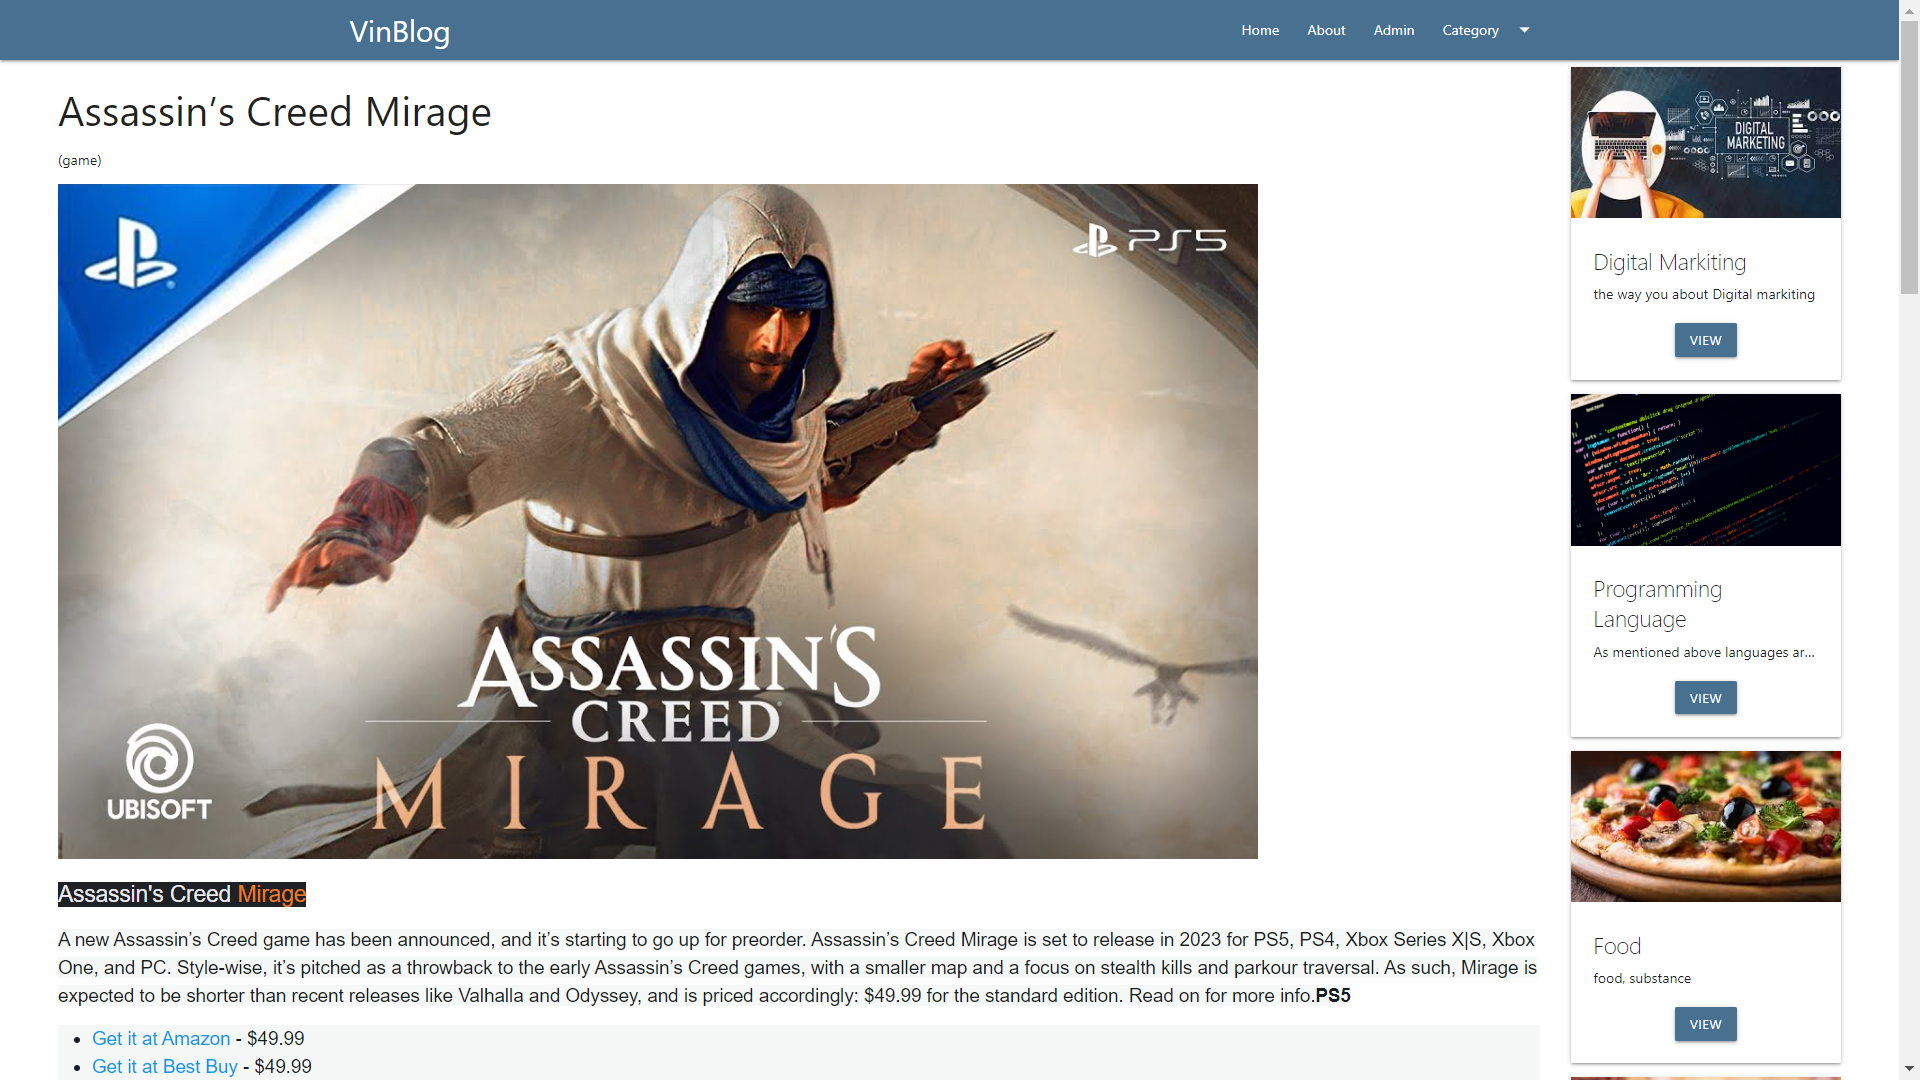 VinBlog
Home
About
Admin
Category
Assassin’s Creed Mirage
(game)
PS5
ASSASSIN'S
CREED
MIRAGE
UBISOFT
Assassin's Creed Mirage
A new Assassin’s Creed game has been announced, and it’s starting to go up for preorder. Assassin’s Creed Mirage is set to release in 2023 for PS5, PS4, Xbox Series X|S, Xbox
One, and PC. Style-wise, it’s pitched as a throwback to the early Assassin’s Creed games, with a smaller map and a focus on stealth kills and parkour traversal. As such, Mirage is
expected to be shorter than recent releases like Valhalla and Odyssey, and is priced accordingly: $49.99 for the standard edition. Read on for more info.PS5
Get it at Amazon - $49.99
Get it at Best Buy - $49.99
DIGITAL
MARKETING
Digital Markiting
the way you about Digital markiting
VIEW
Programming
Language
As mentioned above languages ar...
VIEW
Food
food, substance
VIEW